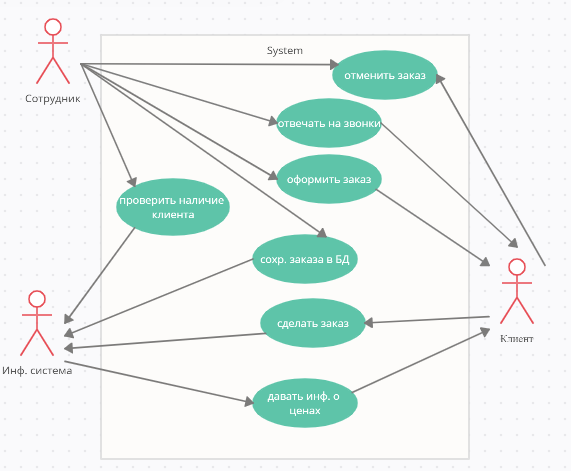 System
отменить заказ
Сотрудник
отвечать на звонки
оформить заказ
проверить наличие
клиента
сохр. заказа в БД
сделать заказ
Клиент
Инф. система
давать инф. о
ценах